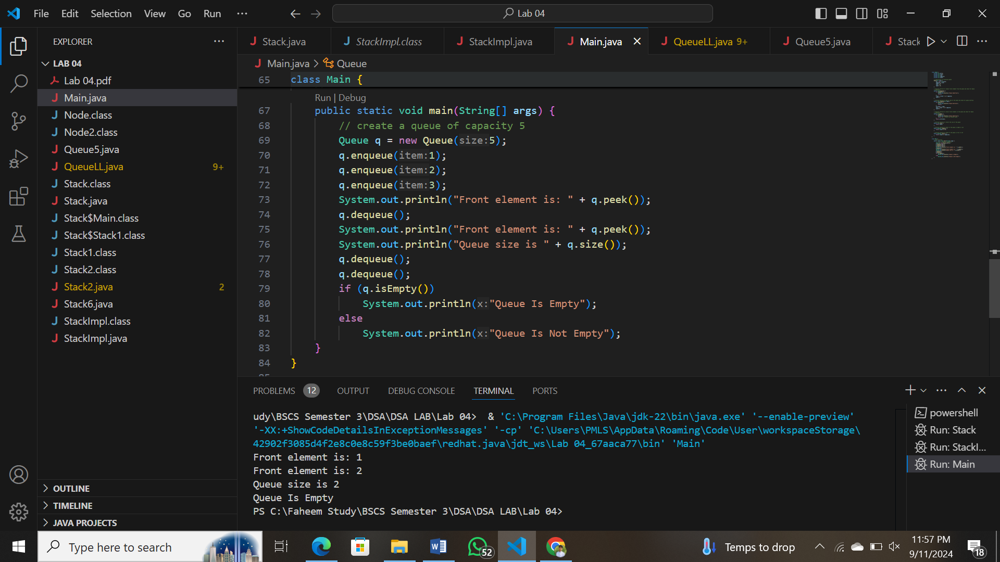 File Edit Selection View Go Run ···
Lab 04
EXPLORER
LAB 04
Lab 04.pdf
Main.java
Node.class
Node2.class
Queue5.java
QueueLL.java 9+
Stack.class
Stack.java
Stack$Main.class
Stack$Stack1.class
Stack1.class
Stack2.class
Stack2.java 2
Stack6.java
StackImpl.class
StackImpl.java
OUTLINE
TIMELINE
JAVA PROJECTS
Stack.java StackImpl.class StackImpl.java Main.java QueueLL.java 9+ Queue5.java Stack
Main.java > Queue
65 class Main {
Run | Debug
67 public static void main(String[] args) {
68 // create a queue of capacity 5
69 Queue q = new Queue(size:5);
70 q.enqueue(item:1);
71 q.enqueue(item:2);
72 q.enqueue(item:3);
73 System.out.println("Front element is: " + q.peek());
74 q.dequeue();
75 System.out.println("Front element is: " + q.peek());
76 System.out.println("Queue size is " + q.size());
77 q.dequeue();
78 q.dequeue();
79 if (q.isEmpty())
80 System.out.println(x:"Queue Is Empty");
81 else
82 System.out.println(x:"Queue Is Not Empty");
83 }
84 }
PROBLEMS 12 OUTPUT DEBUG CONSOLE TERMINAL PORTS
udy\BSCS Semester 3\DSA\DSA LAB\Lab 04> & 'C:\Program Files\Java\jdk-22\bin\java.exe' '--enable-preview'
'-XX:+ShowCodeDetailsInExceptionMessages' '-cp' 'C:\Users\PMLS\AppData\Roaming\Code\User\workspaceStorage\
42902f3085d4f2e8c0e8c59f3be0baef\redhat.java\jdt_ws\Lab 04_67aaca77\bin' 'Main'
Front element is: 1
Front element is: 2
Queue size is 2
Queue Is Empty
PS C:\Faheem Study\BSCS Semester 3\DSA\DSA LAB\Lab 04>
powershell
Run: Stack
Run: StackI...
Run: Main
Type here to search
52
Temps to drop
11:57 PM
9/11/2024
18